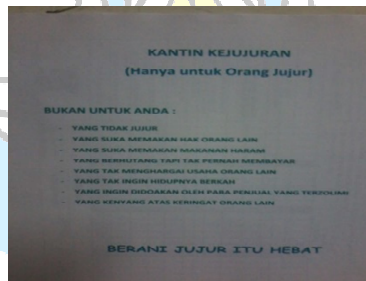 KANTIN KEJUJURAN
(Hanya untuk Orang Jujur)
BUKAN UNTUK ANDA :
- YANG TIDAK JUJUR
- YANG SUKA MEMAKAN HAK ORANG LAIN
- YANG SUKA MEMAKAN MAKANAN HARAM
- YANG BERHUTANG TAPI TAK PERNAH MEMBAYAR
- YANG TAK MENGHARGAI USAHA ORANG LAIN
- YANG TAK INGIN HIDUPNYA BERKAH
- YANG INGIN DIDOAKAN OLEH PARA PENJUAL YANG TERZOLIMI
- YANG KENYANG ATAS KERINGAT ORANG LAIN
BERANI JUJUR ITU HEBAT